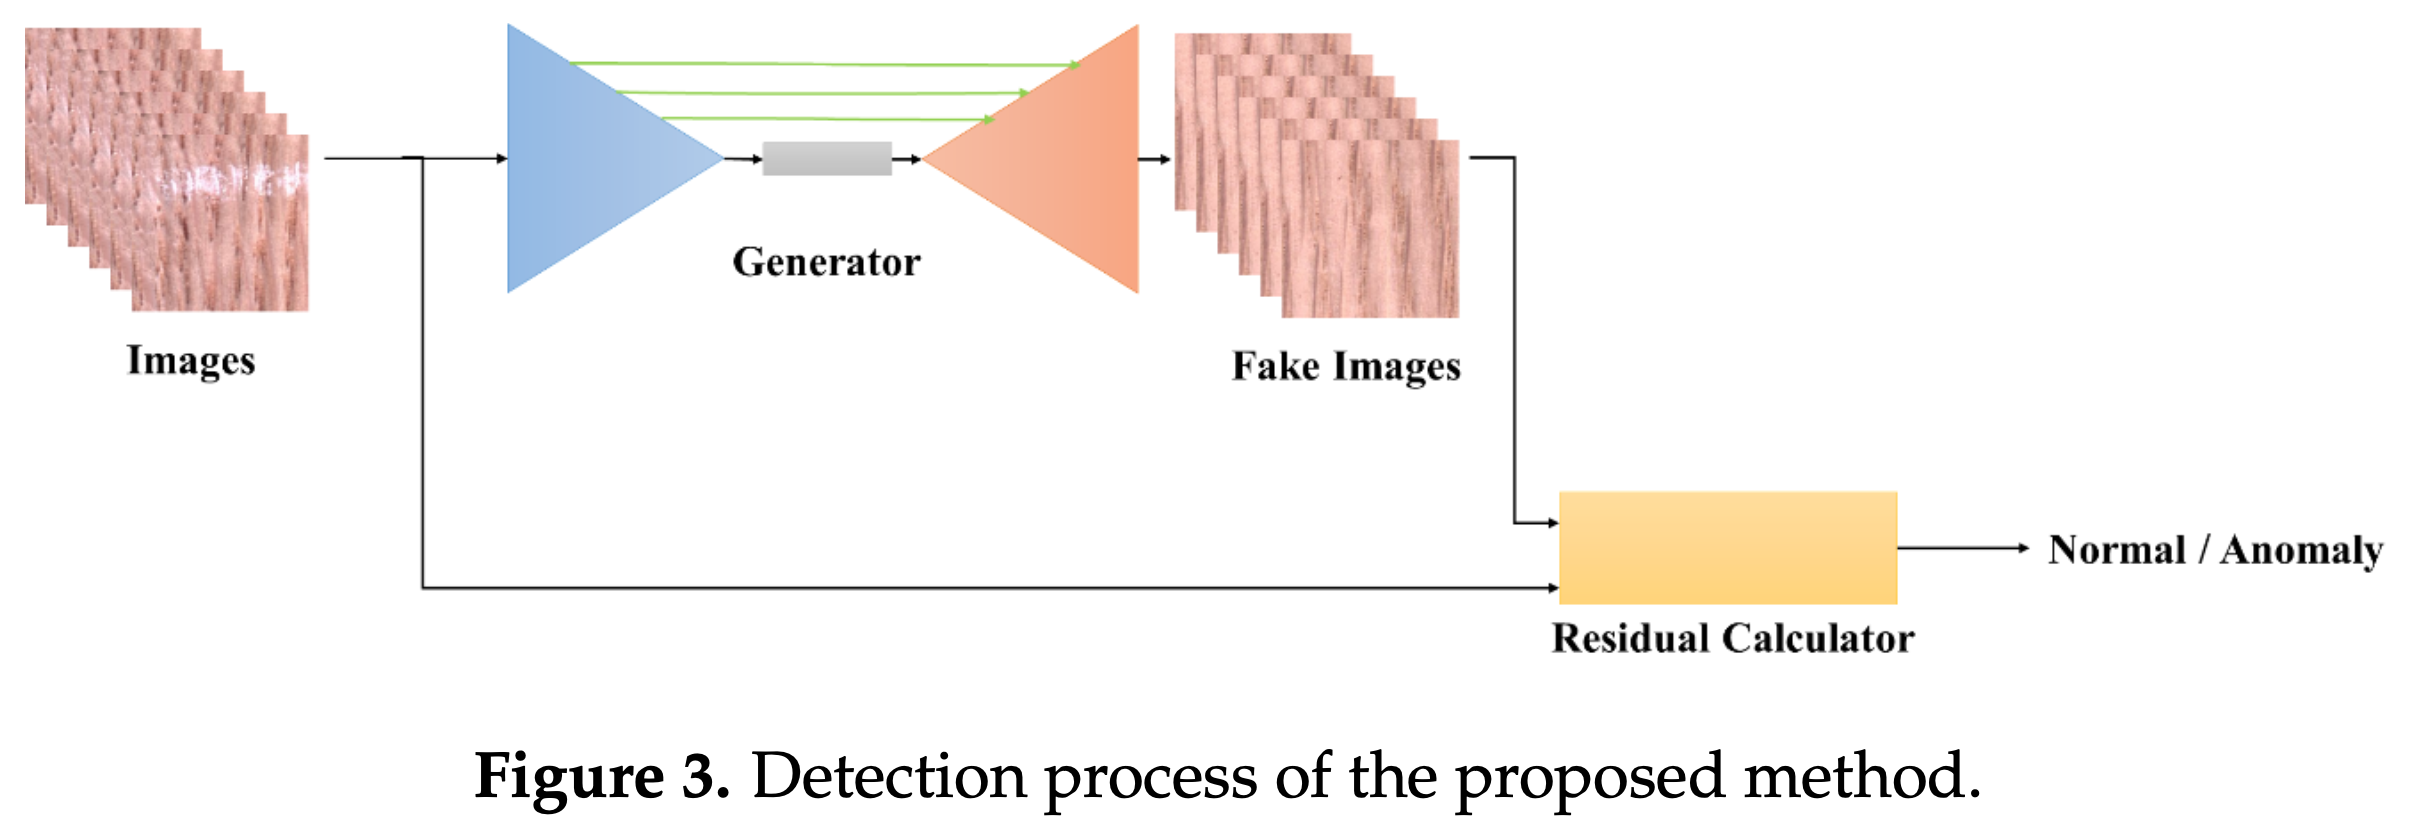 Generator
Images
Fake Images
Normal / Anomaly
Residual Calculator
Figure 3. Detection process of the proposed method.